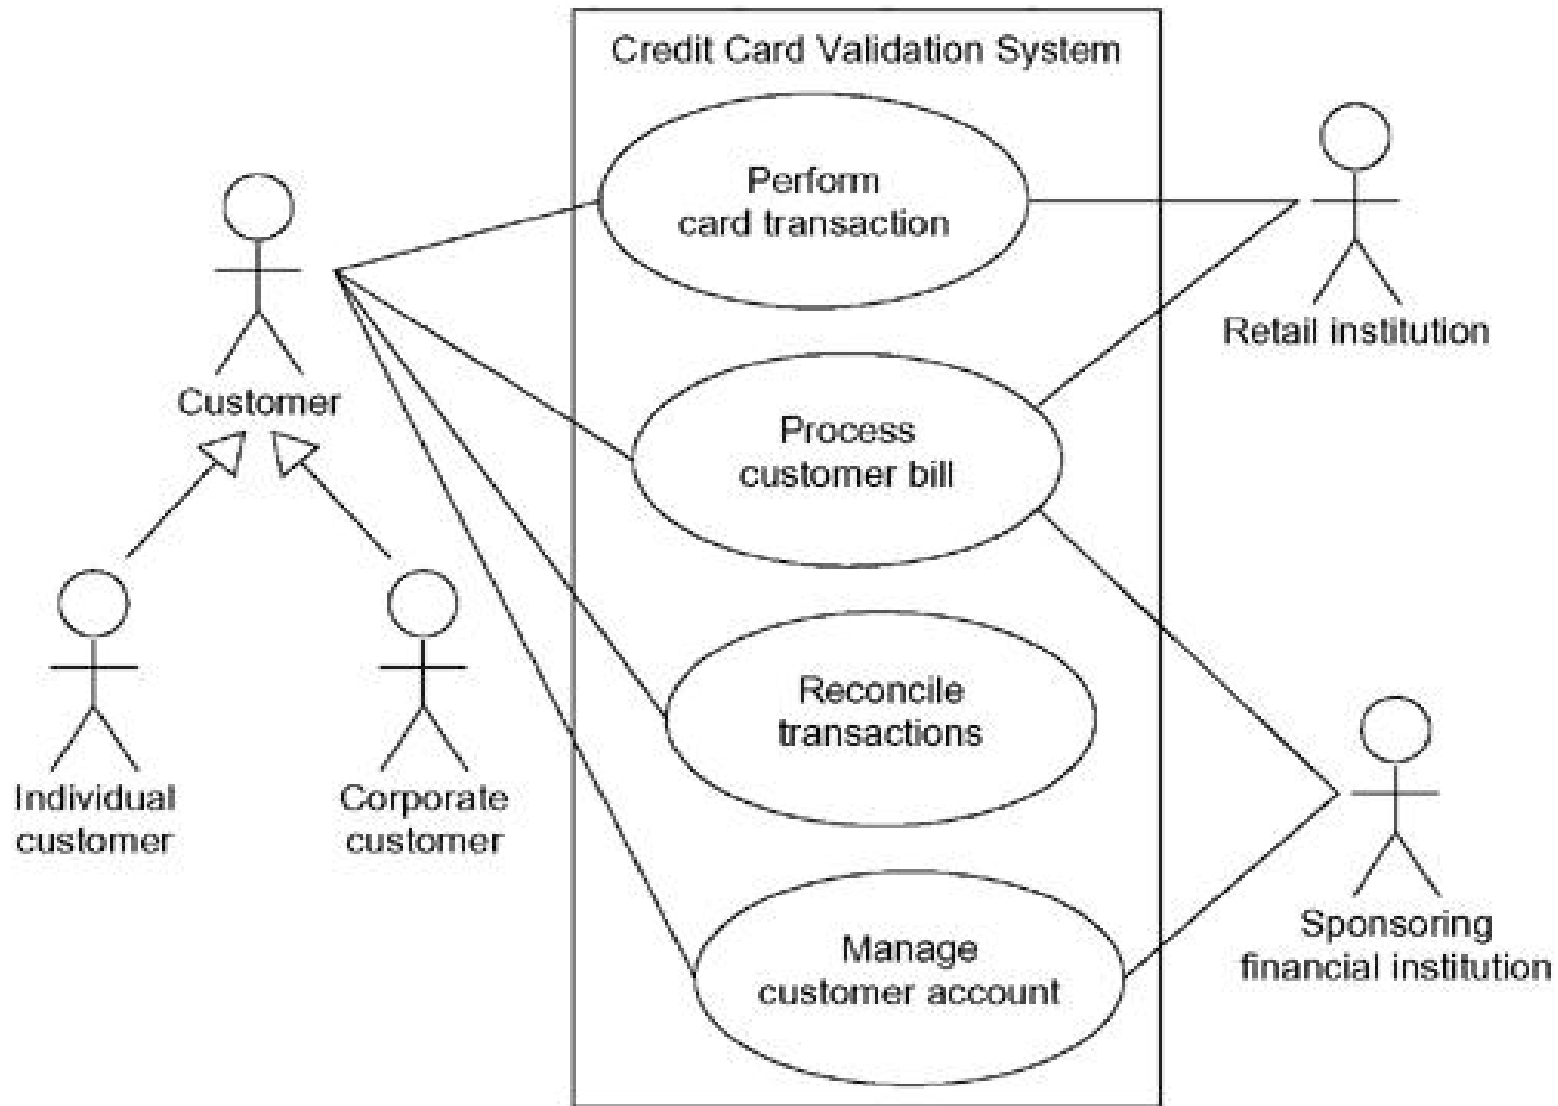 Credit Card Validation System
Perform
card transaction
Retail institution
Customer
Process
customer bill
Reconcile
transactions
Individual
customer
Corporate
customer
Sponsoring
financial institution
Manage
customer account